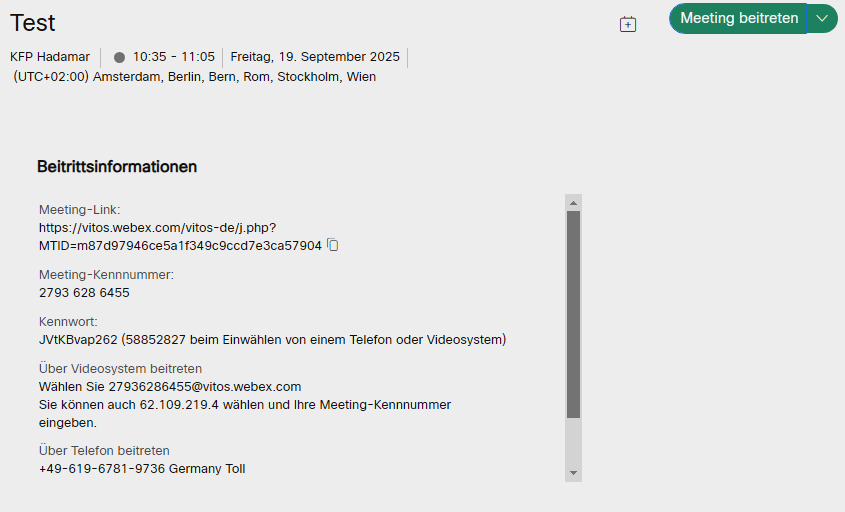 Test
Meeting beitreten
KFP Hadamar 10:35 - 11:05 Freitag, 19. September 2025
(UTC+02:00) Amsterdam, Berlin, Bern, Rom, Stockholm, Wien
Beitrittsinformationen
Meeting-Link:
https://vitos.webex.com/vitos-de/j.php?
MTID=m87d97946ce5a1f349c9ccd7e3ca57904
Meeting-Kennnummer:
2793 628 6455
Kennwort:
JVtKBvap262 (58852827 beim Einwählen von einem Telefon oder Videosystem)
Über Videosystem beitreten
Wählen Sie 27936286455@vitos.webex.com
Sie können auch 62.109.219.4 wählen und Ihre Meeting-Kennnummer
eingeben.
Über Telefon beitreten
+49-619-6781-9736 Germany Toll